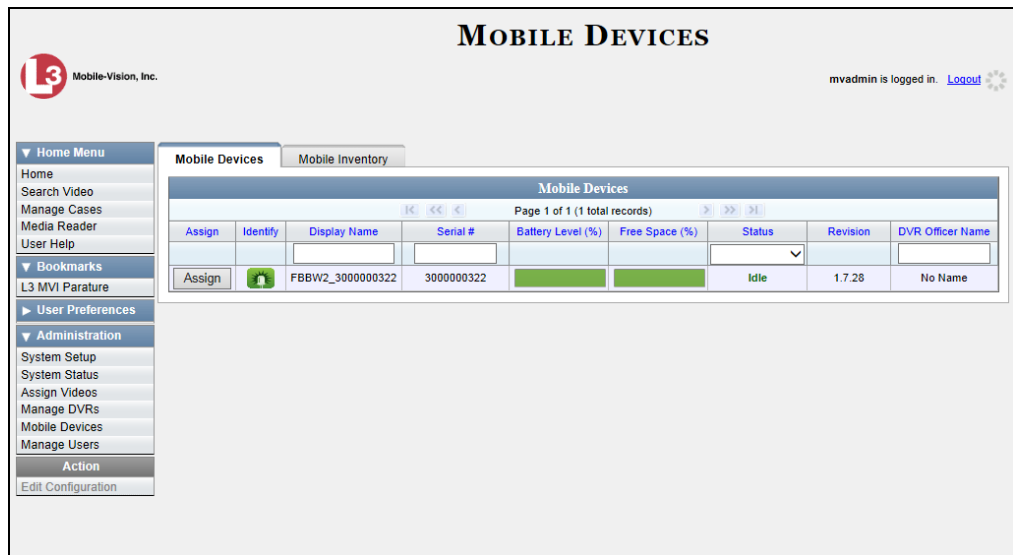 MOBILE DEVICES
L3 Mobile-Vision, Inc.
mvadmin is logged in. Logout
▼ Home Menu
Home
Search Video
Manage Cases
Media Reader
User Help
▼ Bookmarks
L3 MVI Parature
▶ User Preferences
▼ Administration
System Setup
System Status
Assign Videos
Manage DVRs
Mobile Devices
Manage Users
Action
Edit Configuration
Mobile Devices Mobile Inventory
Mobile Devices
Page 1 of 1 (1 total records)
Assign Identify Display Name Serial # Battery Level (%) Free Space (%) Status Revision DVR Officer Name
Assign FBBW2_3000000322 3000000322 Idle 1.7.28 No Name